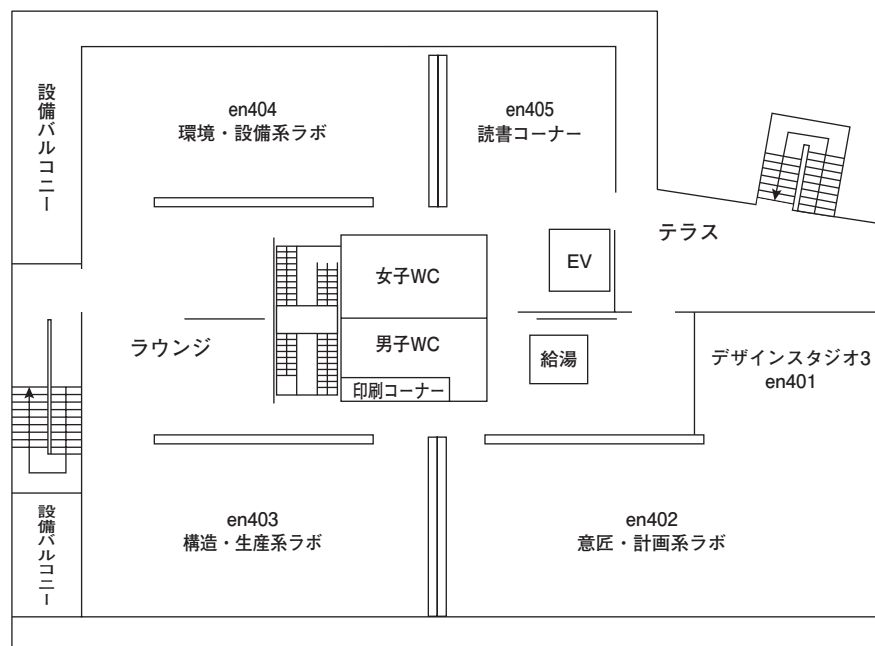 設備バルコニー
en404
環境・設備系ラボ
en405
読書コーナー
テラス
EV
女子WC
男子WC
印刷コーナー
ラウンジ
給湯
デザインスタジオ3
en401
設備バルコニー
en403
構造・生産系ラボ
en402
意匠・計画系ラボ